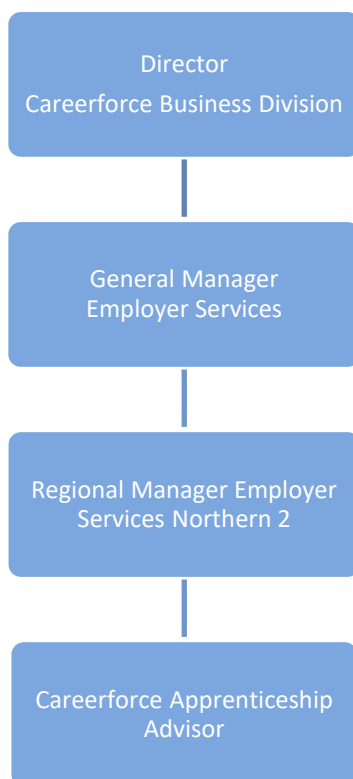 Director
Careerforce Business Division
General Manager
Employer Services
Regional Manager Employer
Services Northern 2
Careerforce Apprenticeship
Advisor